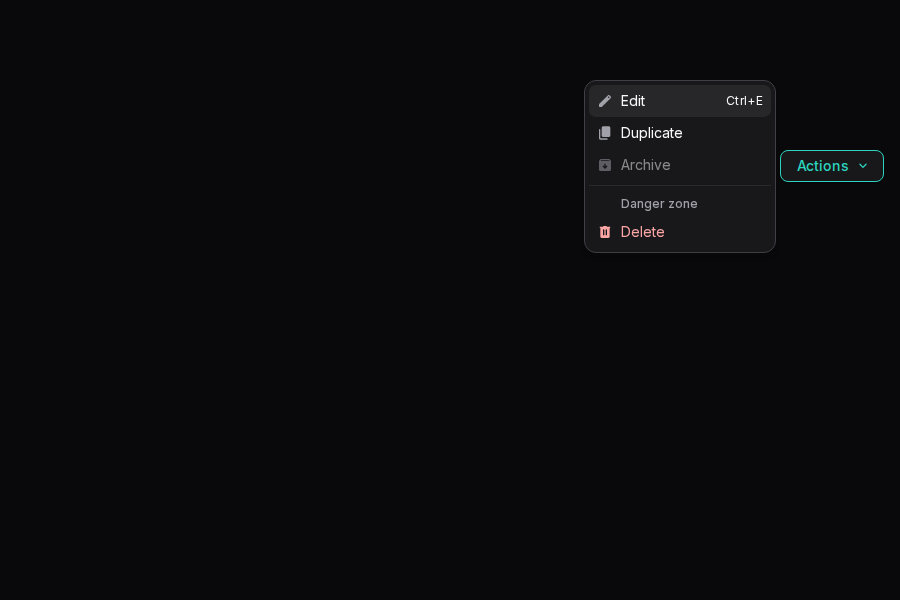 Edit Ctrl+E
Duplicate
Archive
Actions
Danger zone
Delete